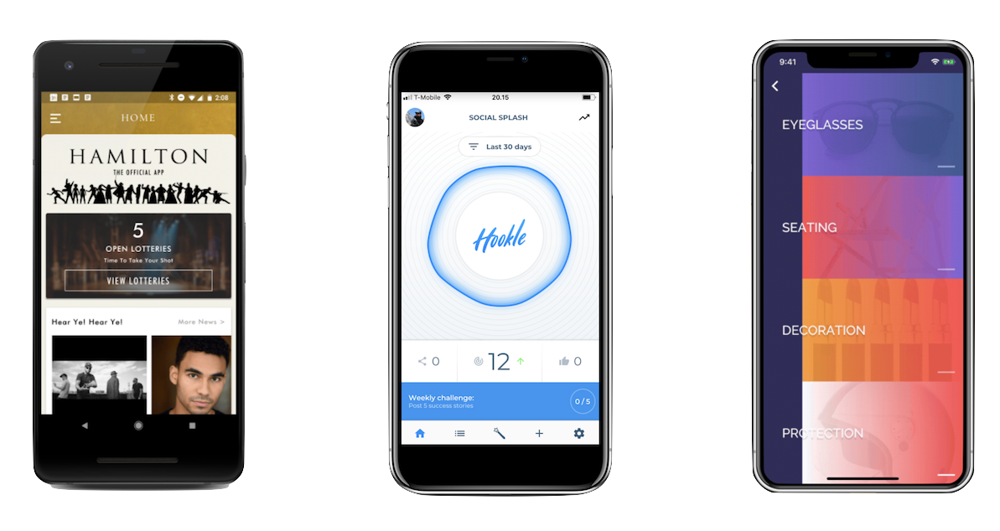 2:08
HOME
HAMILTON
THE OFFICIAL APP
5
OPEN LOTTERIES
Time To Take Your Shot
VIEW LOTTERIES
Hear Ye! Hear Ye!
More News >
T-Mobile
20.15
SOCIAL SPLASH
Last 30 days
Hookle
0
12
0
Weekly challenge:
Post 5 success stories
0 / 5
9:41
EYEGLASSES
SEATING
DECORATION
PROTECTION